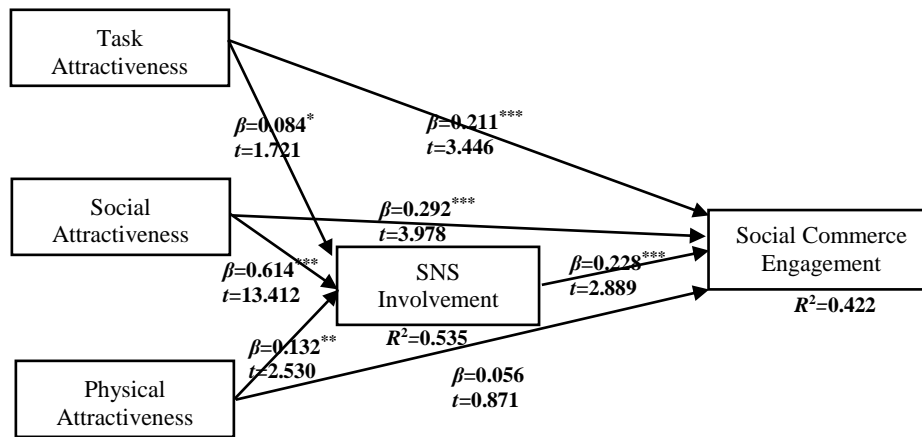 Task
Attractiveness
β=0.084*
t=1.721
β=0.211***
t=3.446
Social
Attractiveness
β=0.292***
t=3.978
Social Commerce
Engagement
R²=0.422
β=0.614***
t=13.412
SNS
Involvement
R²=0.535
β=0.228***
t=2.889
β=0.132**
t=2.530
β=0.056
t=0.871
Physical
Attractiveness